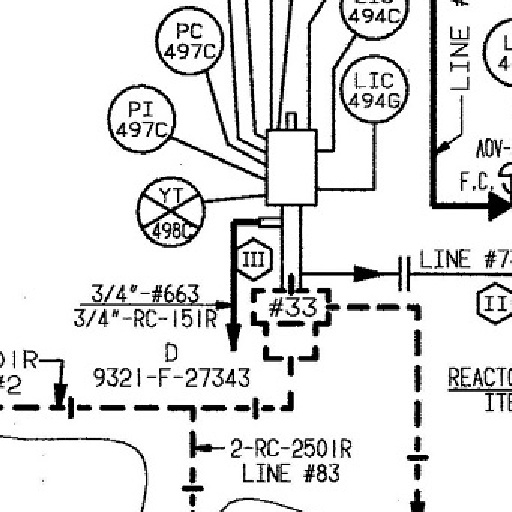 494C
PC
497C
LINE #
LIC
494G
PI
497C
AOV-
F.C.
YT
498C
III
LINE #7
3/4"-#663
3/4"-RC-151R
#33
II
D
9321-F-27343
01R
#2
REACTO
ITE
2-RC-2501R
LINE #83